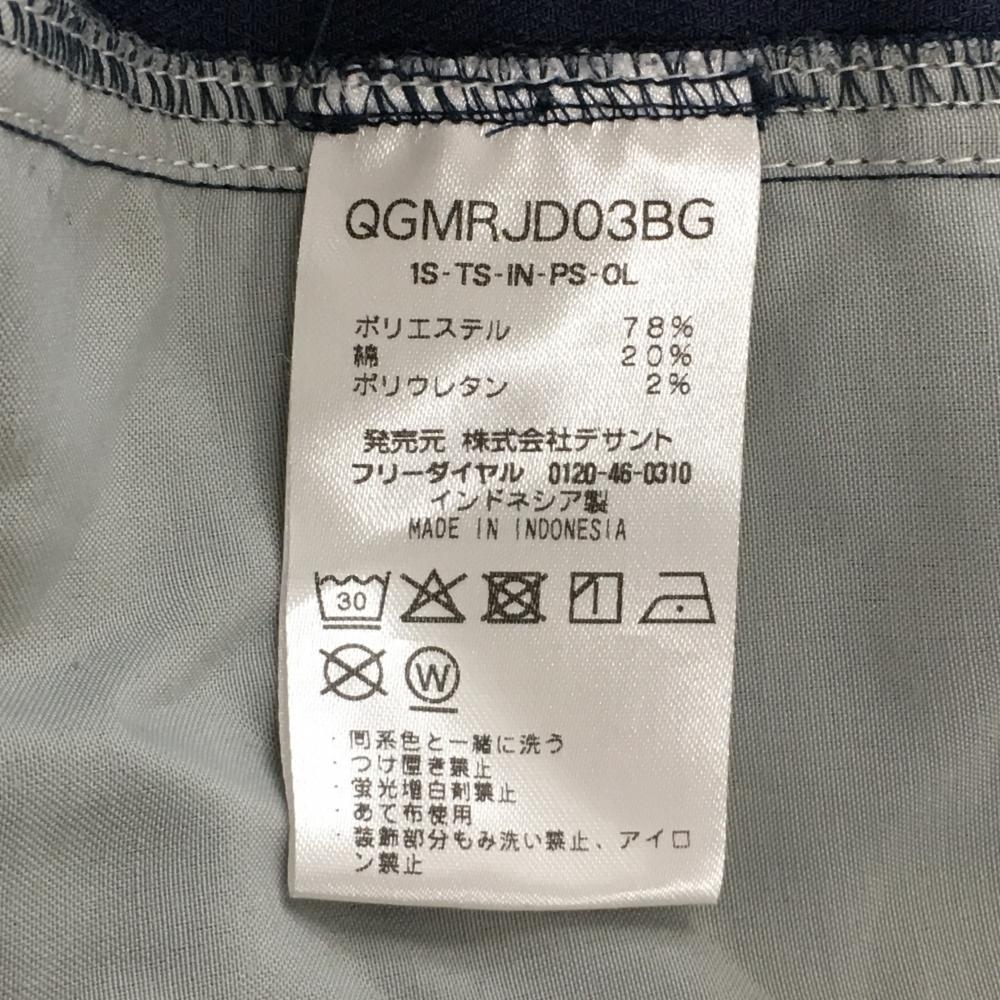 QGMRJD03BG
1S-TS-IN-PS-OL
ポリエステル 78%
綿 20%
ポリウレタン 2%
発売元 株式会社デサント
フリーダイヤル 0120-46-0310
インドネシア製
MADE IN INDONESIA
30
W
・同系色と一緒に洗う
・つけ置き禁止
・蛍光増白剤禁止
・あて布使用
・装飾部分もみ洗い禁止、アイロ
ン禁止